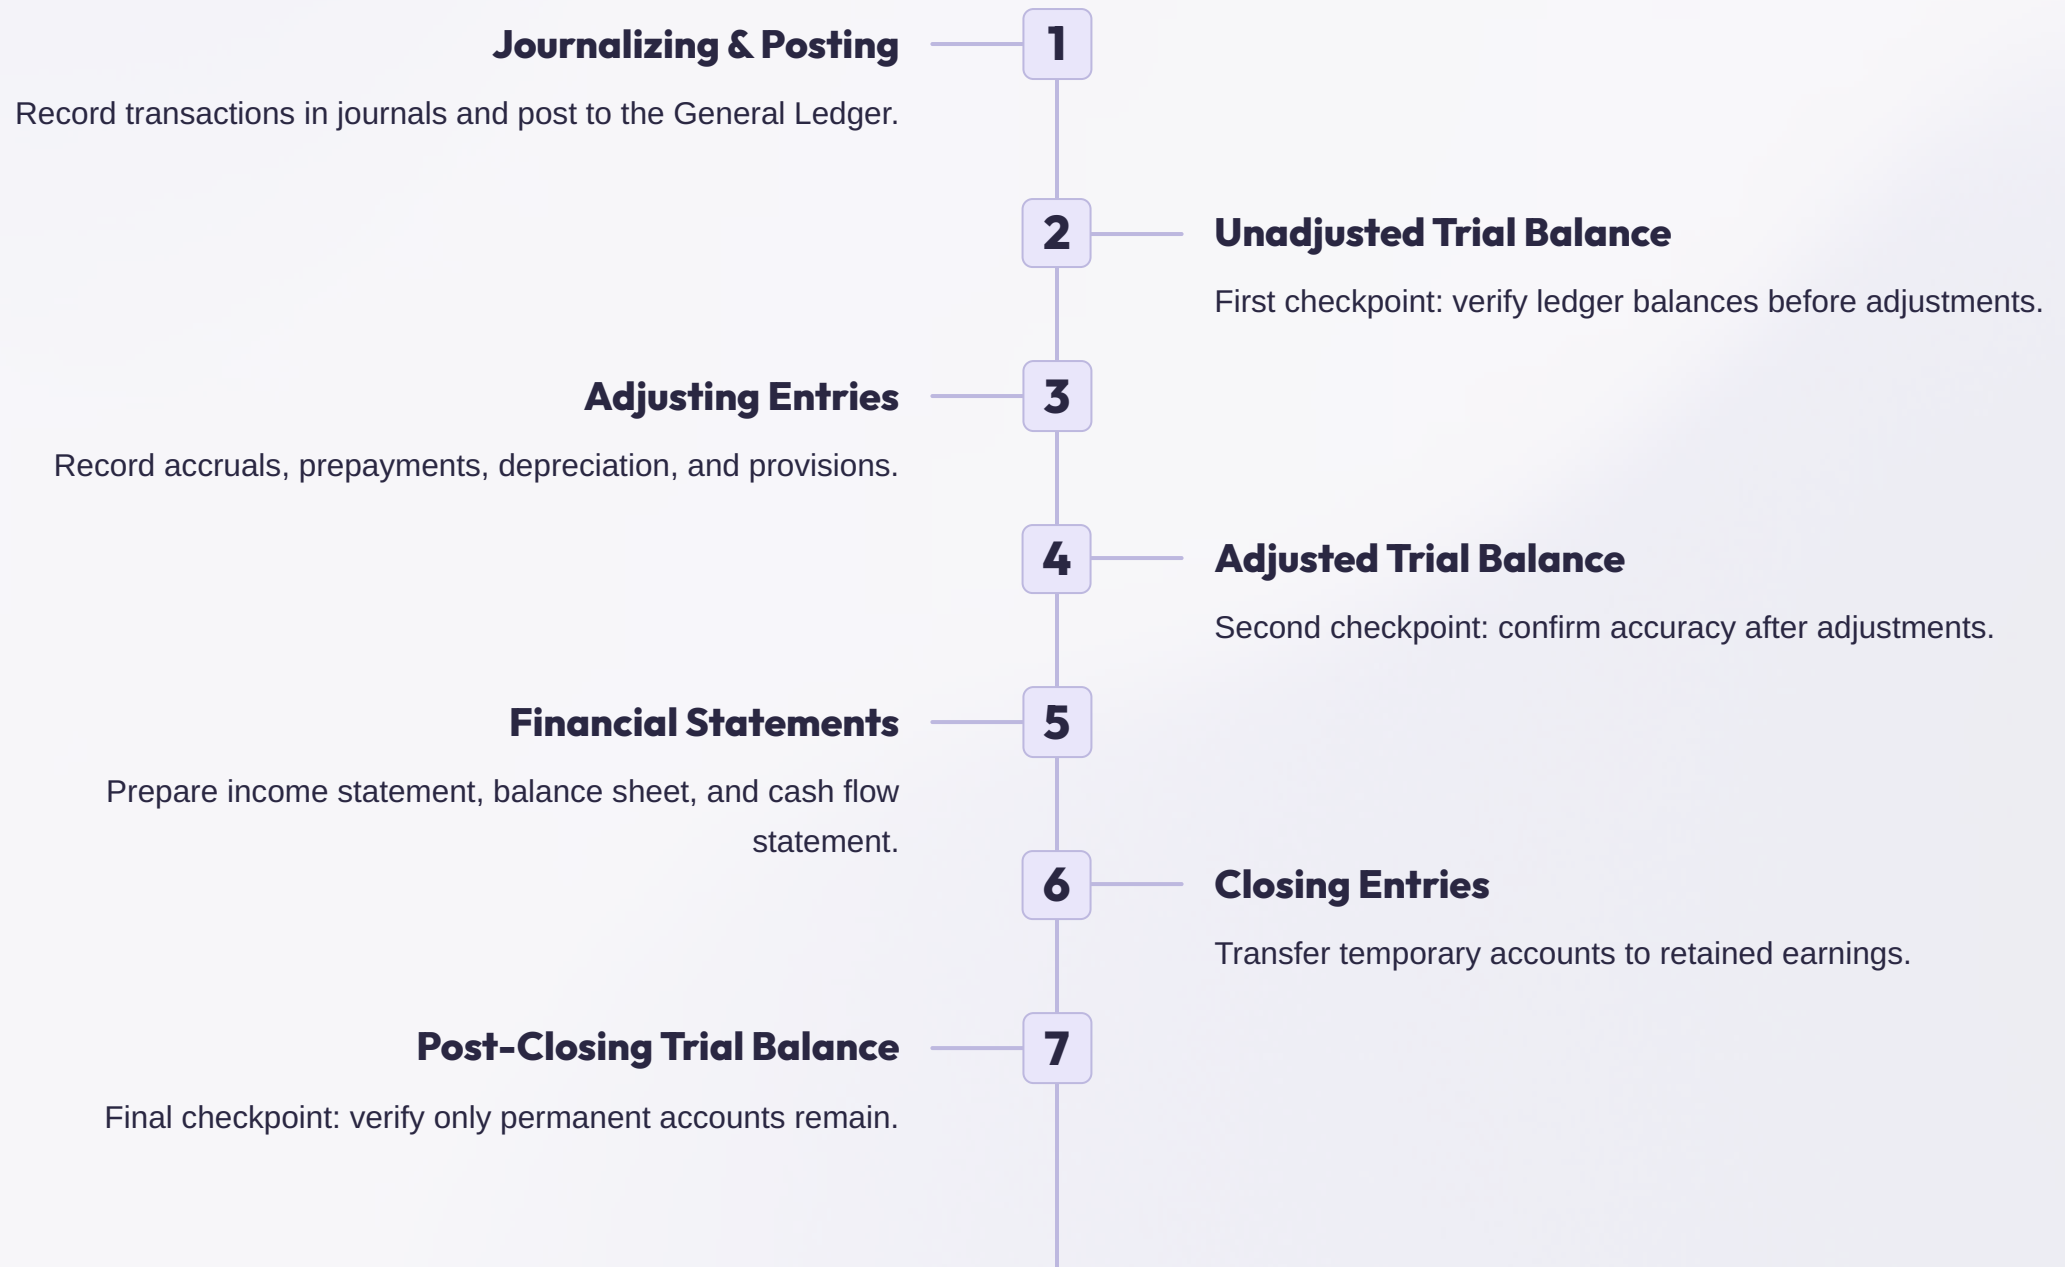 1
Journalizing & Posting
Record transactions in journals and post to the General Ledger.
2
Unadjusted Trial Balance
First checkpoint: verify ledger balances before adjustments.
3
Adjusting Entries
Record accruals, prepayments, depreciation, and provisions.
4
Adjusted Trial Balance
Second checkpoint: confirm accuracy after adjustments.
5
Financial Statements
Prepare income statement, balance sheet, and cash flow
statement.
6
Closing Entries
Transfer temporary accounts to retained earnings.
7
Post-Closing Trial Balance
Final checkpoint: verify only permanent accounts remain.